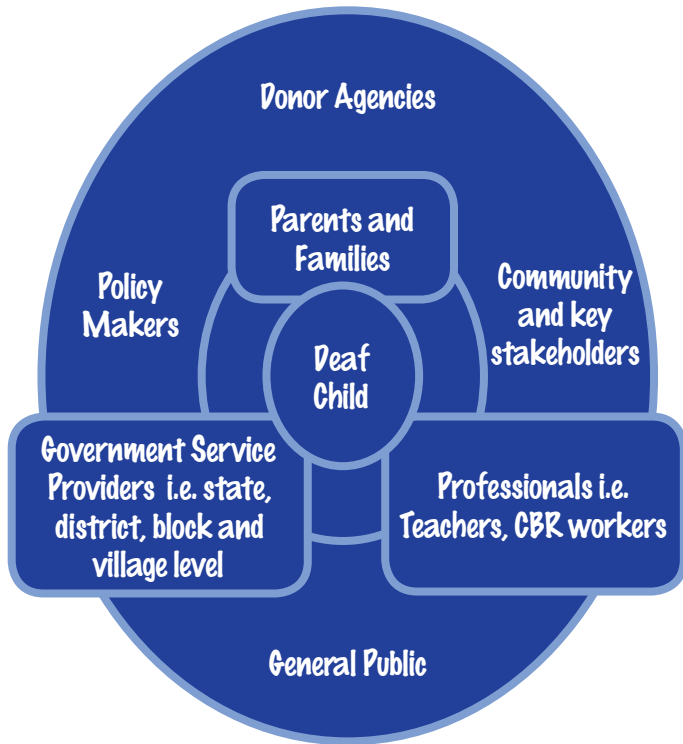 Donor Agencies
Parents and
Families
Policy
Makers
Community
and key
stakeholders
Deaf
Child
Government Service
Providers i.e. state,
district, block and
village level
Professionals i.e.
Teachers, CBR workers
General Public